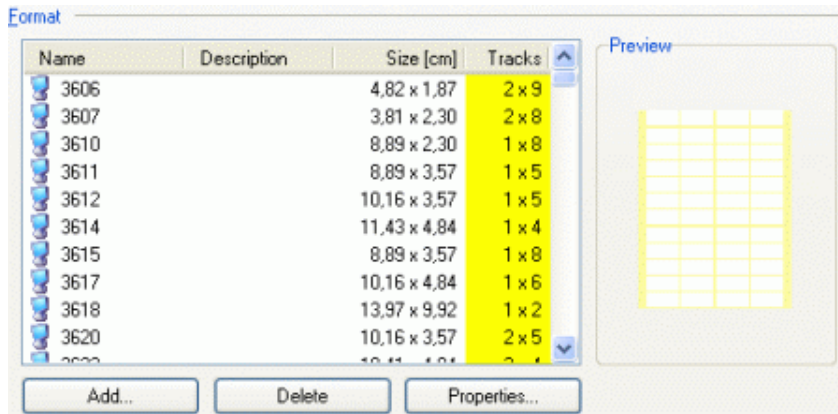 Format
Name Description Size [cm] Tracks
3606 4,82 x 1,87 2 x 9
3607 3,81 x 2,30 2 x 8
3610 8,89 x 2,30 1 x 8
3611 8,89 x 3,57 1 x 5
3612 10,16 x 3,57 1 x 5
3614 11,43 x 4,84 1 x 4
3615 8,89 x 3,57 1 x 8
3617 10,16 x 4,84 1 x 6
3618 13,97 x 9,92 1 x 2
3620 10,16 x 3,57 2 x 5
Add... Delete Properties...
Preview